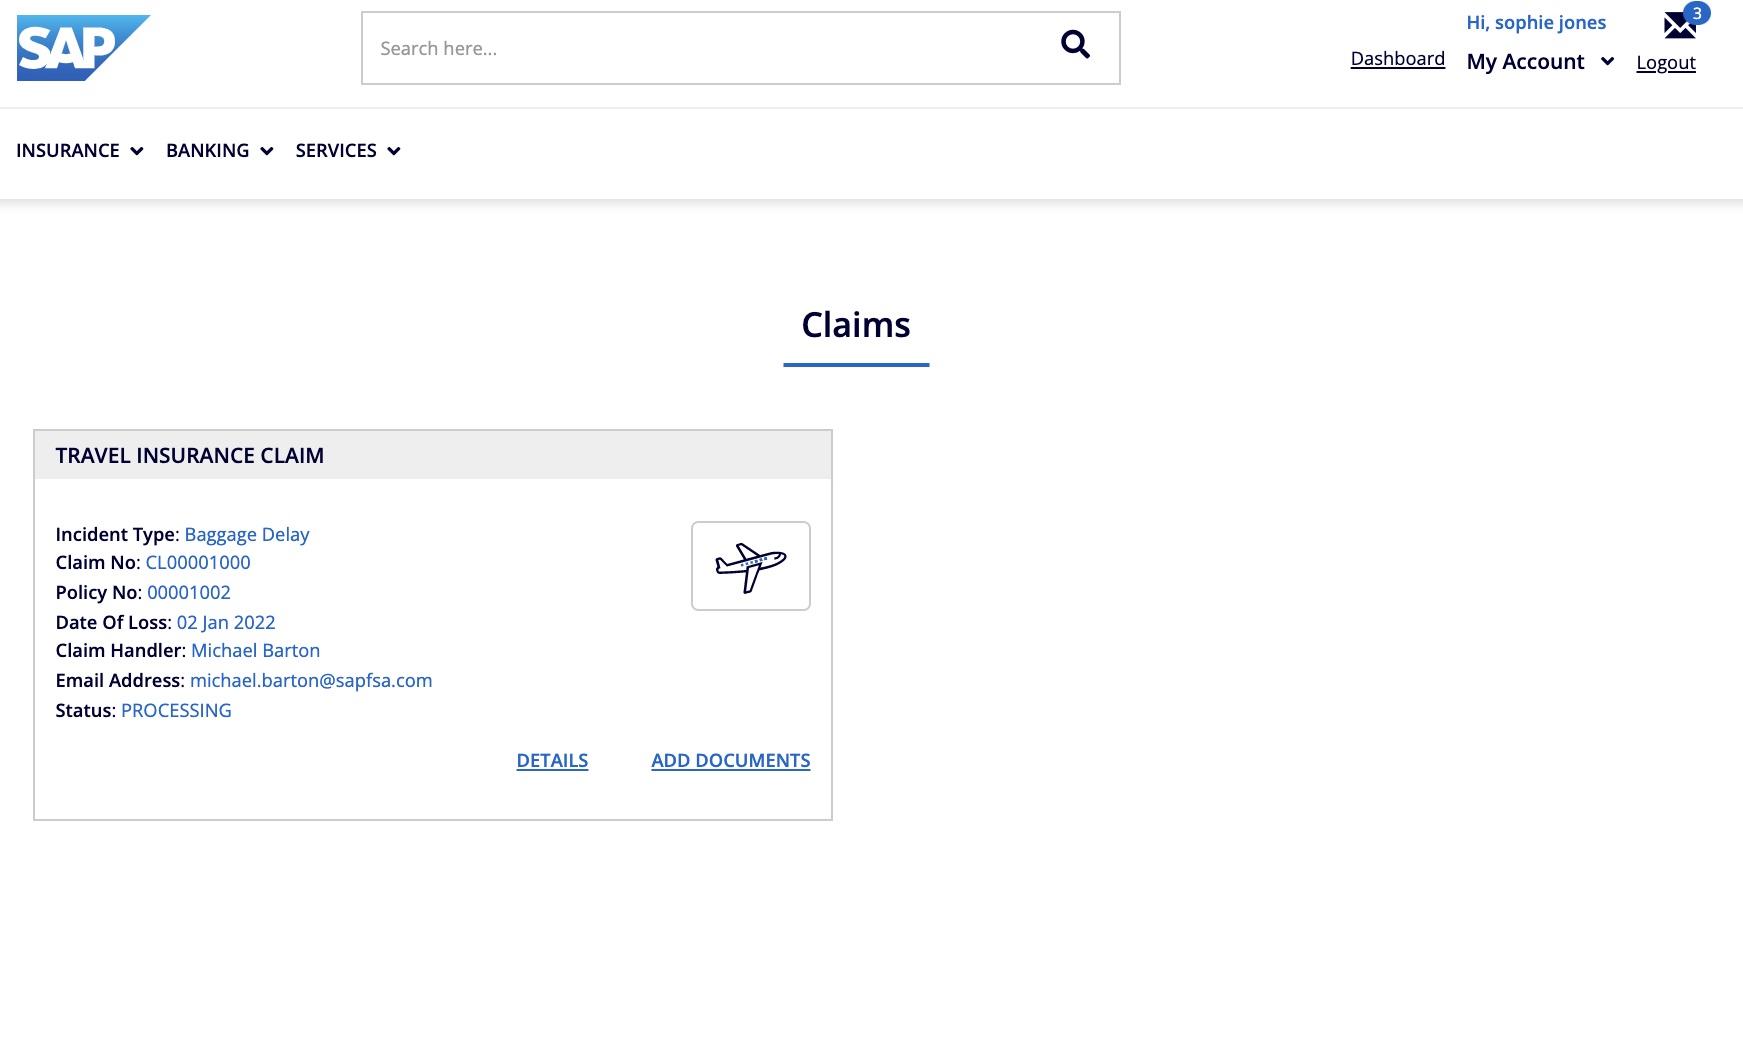 SAP
Search here...
Hi, sophie jones
3
Dashboard
My Account
Logout
INSURANCE
BANKING
SERVICES
Claims
TRAVEL INSURANCE CLAIM
Incident Type: Baggage Delay
Claim No: CL00001000
Policy No: 00001002
Date Of Loss: 02 Jan 2022
Claim Handler: Michael Barton
Email Address: michael.barton@sapfsa.com
Status: PROCESSING
DETAILS
ADD DOCUMENTS